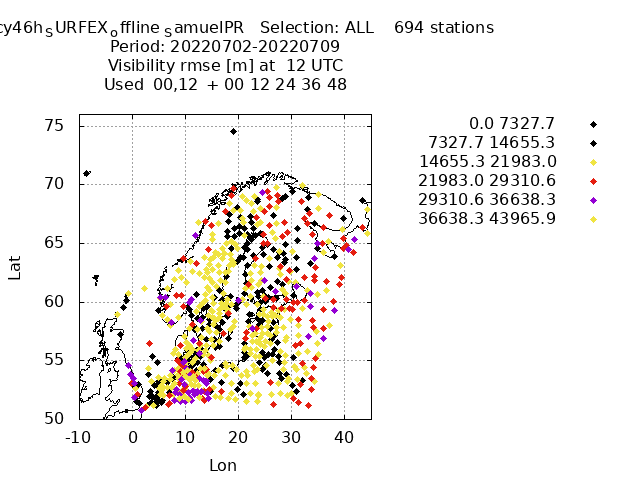 cy46h_SURFEX_offline_SamuelPR Selection: ALL 694 stations
Period: 20220702-20220709
Visibility rmse [m] at 12 UTC
Used 00,12 + 00 12 24 36 48
0.0 7327.7
7327.7 14655.3
14655.3 21983.0
21983.0 29310.6
29310.6 36638.3
36638.3 43965.9
75
70
65
60
55
50
Lat
-10 0 10 20 30 40
Lon